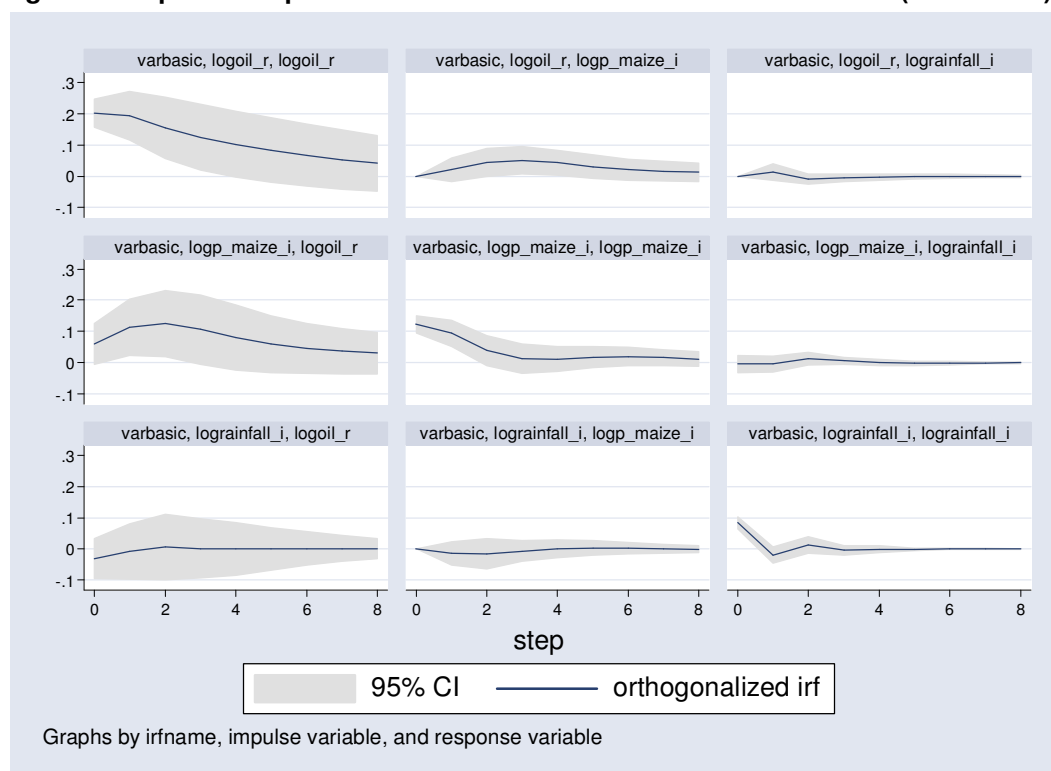 varbasic, logoil_r, logoil_r
varbasic, logoil_r, logp_maize_i
varbasic, logoil_r, lograinfall_i
.3
.2
.1
0
-.1
varbasic, logp_maize_i, logoil_r
varbasic, logp_maize_i, logp_maize_i
varbasic, logp_maize_i, lograinfall_i
.3
.2
.1
0
-.1
varbasic, lograinfall_i, logoil_r
varbasic, lograinfall_i, logp_maize_i
varbasic, lograinfall_i, lograinfall_i
.3
.2
.1
0
-.1
0 2 4 6 8
0 2 4 6 8
0 2 4 6 8
step
95% CI
orthogonalized irf
Graphs by irfname, impulse variable, and response variable